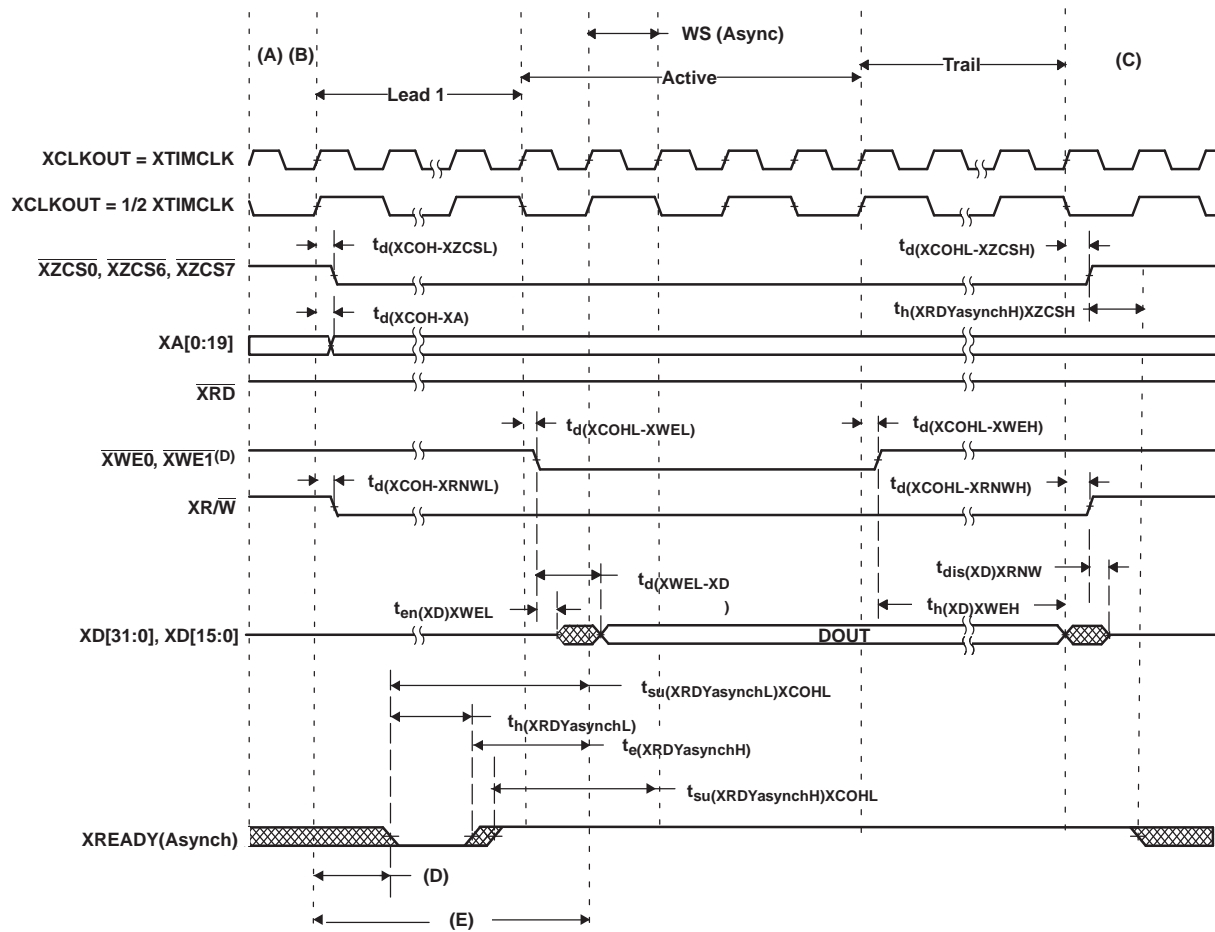 WS (Async)
(A) (B)
Trail
(C)
Active
Lead 1
XCLKOUT = XTIMCLK
XCLKOUT = 1/2 XTIMCLK
td(XCOH-XZCSL)
td(XCOHL-XZCSH)
XZCS0, XZCS6, XZCS7
td(XCOH-XA)
th(XRDYasynchH)XZCSH
XA[0:19]
XRD
td(XCOHL-XWEL)
td(XCOHL-XWEH)
XWE0, XWE1(D)
td(XCOH-XRNWL)
td(XCOHL-XRNWH)
XR/W
td(XWEL-XD
)
tdis(XD)XRNW
ten(XD)XWEL
th(XD)XWEH
XD[31:0], XD[15:0]
DOUT
tsu(XRDYasynchL)XCOHL
th(XRDYasynchL)
te(XRDYasynchH)
tsu(XRDYasynchH)XCOHL
XREADY(Asynch)
(D)
(E)